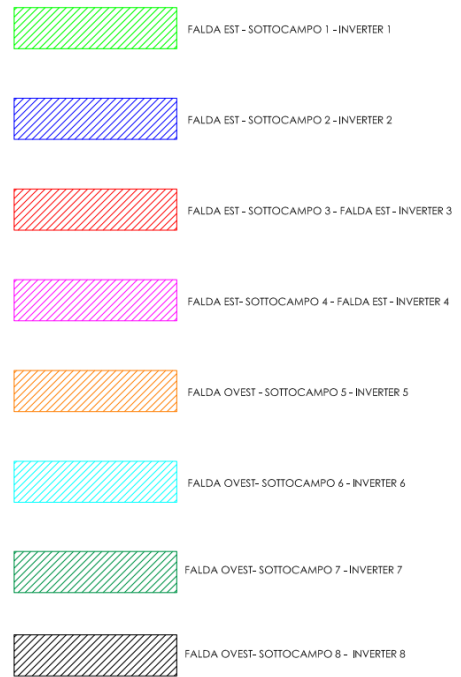 FALDA EST - SOTTOCAMPO 1 - INVERTER 1
FALDA EST - SOTTOCAMPO 2 - INVERTER 2
FALDA EST - SOTTOCAMPO 3 - FALDA EST - INVERTER 3
FALDA EST- SOTTOCAMPO 4 - FALDA EST - INVERTER 4
FALDA OVEST - SOTTOCAMPO 5 - INVERTER 5
FALDA OVEST- SOTTOCAMPO 6 - INVERTER 6
FALDA OVEST- SOTTOCAMPO 7 - INVERTER 7
FALDA OVEST- SOTTOCAMPO 8 - INVERTER 8